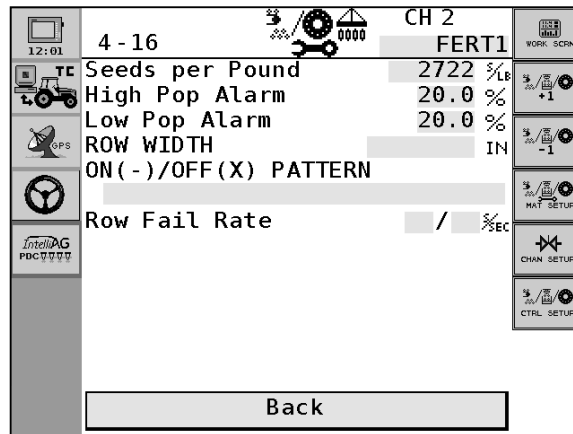 12:01
4-16
0000
CH 2
FERT1
WORK SCRN
TC
Seeds per Pound 2722 S/LB
High Pop Alarm 20.0 %
Low Pop Alarm 20.0 %
ROW WIDTH IN
ON(-)/OFF(X) PATTERN
Row Fail Rate / S/SEC
GPS
IntelliAG
PDC
+1
-1
MAT SETUP
CHAN SETUP
CTRL SETUP
Back